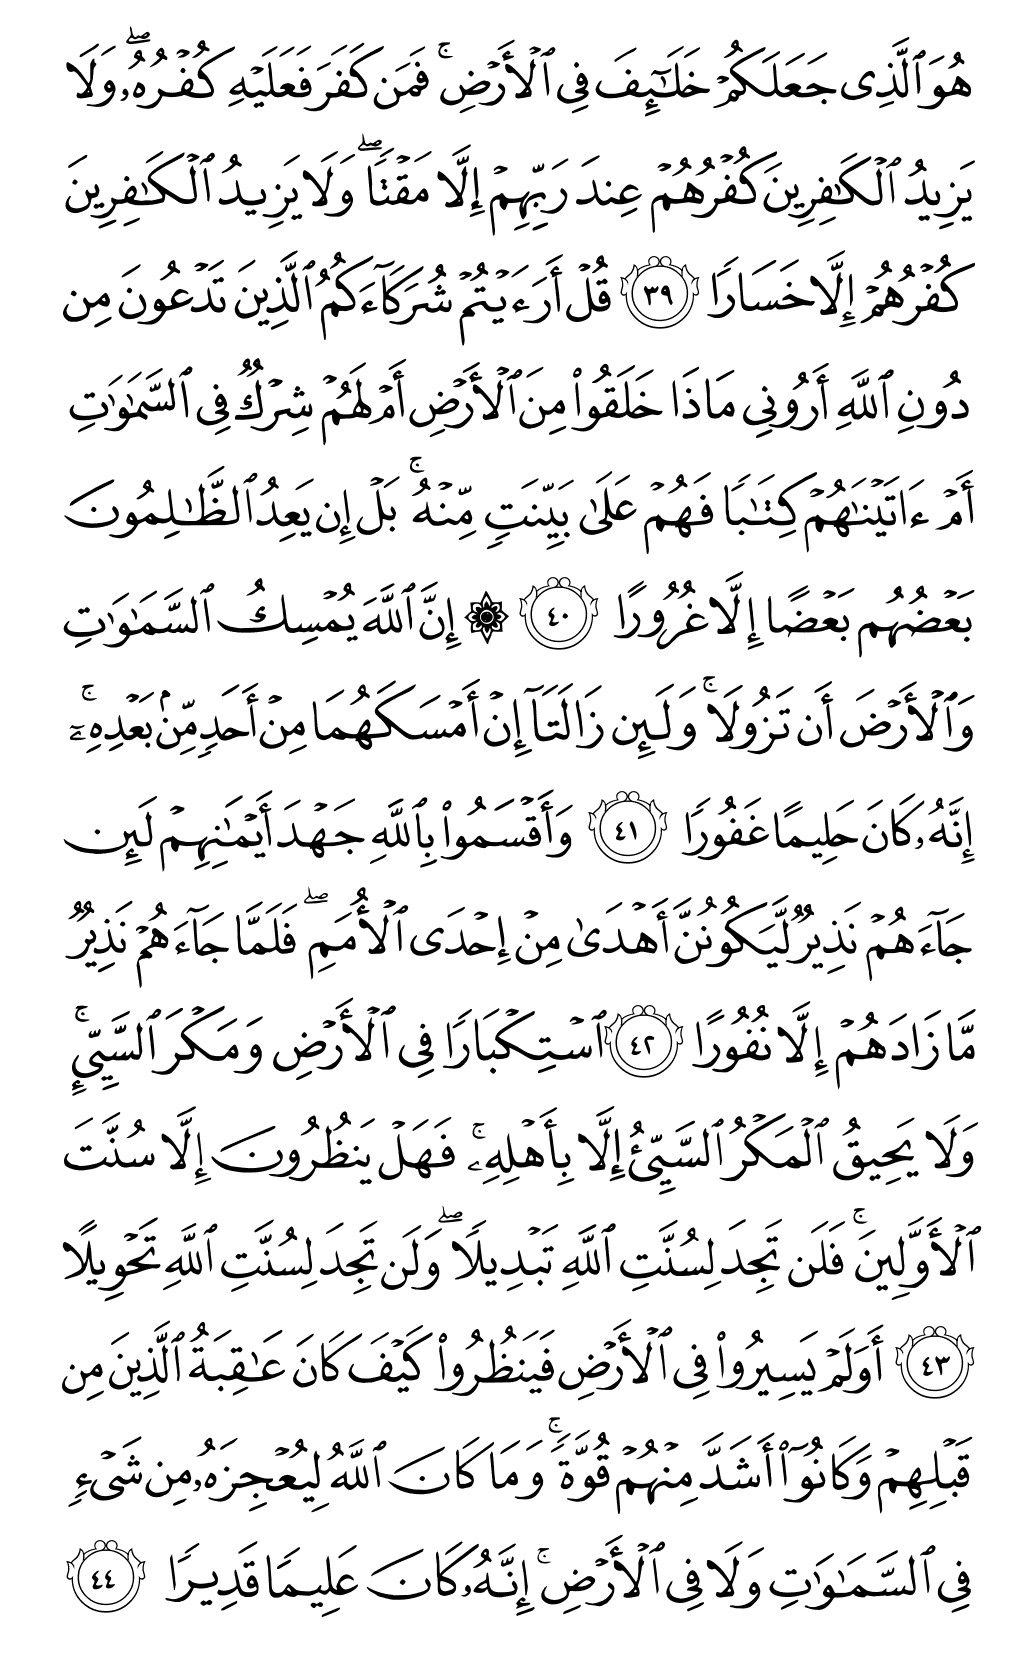 هُوَ ٱلَّذِى جَعَلَكُمْ خَلَـٰٓئِفَ فِى ٱلْأَرْضِ ۚ فَمَن كَفَرَ فَعَلَيْهِ كُفْرُهُۥ ۖ وَلَا
يَزِيدُ ٱلْكَـٰفِرِينَ كُفْرُهُمْ عِندَ رَبِّهِمْ إِلَّا مَقْتًا ۖ وَلَا يَزِيدُ ٱلْكَـٰفِرِينَ
كُفْرُهُمْ إِلَّا خَسَارًا ٣٩ قُلْ أَرَءَيْتُمْ شُرَكَآءَكُمُ ٱلَّذِينَ تَدْعُونَ مِن
دُونِ ٱللَّهِ أَرُونِى مَاذَا خَلَقُوا۟ مِنَ ٱلْأَرْضِ أَمْ لَهُمْ شِرْكٌ فِى ٱلسَّمَـٰوَٰتِ
أَمْ ءَاتَيْنَـٰهُمْ كِتَـٰبًا فَهُمْ عَلَىٰ بَيِّنَتٍ مِّنْهُ ۚ بَلْ إِن يَعِدُ ٱلظَّـٰلِمُونَ
بَعْضُهُم بَعْضًا إِلَّا غُرُورًا ٤٠ ۞ إِنَّ ٱللَّهَ يُمْسِكُ ٱلسَّمَـٰوَٰتِ
وَٱلْأَرْضَ أَن تَزُولَا ۚ وَلَئِن زَالَتَآ إِنْ أَمْسَكَهُمَا مِنْ أَحَدٍ مِّنۢ بَعْدِهِۦٓ ۚ
إِنَّهُۥ كَانَ حَلِيمًا غَفُورًا ٤١ وَأَقْسَمُوا۟ بِٱللَّهِ جَهْدَ أَيْمَـٰنِهِمْ لَئِن
جَآءَهُمْ نَذِيرٌ لَّيَكُونُنَّ أَهْدَىٰ مِنْ إِحْدَى ٱلْأُمَمِ ۖ فَلَمَّا جَآءَهُمْ نَذِيرٌ
مَّا زَادَهُمْ إِلَّا نُفُورًا ٤٢ ٱسْتِكْبَارًا فِى ٱلْأَرْضِ وَمَكْرَ ٱلسَّيِّئِ ۚ
وَلَا يَحِيقُ ٱلْمَكْرُ ٱلسَّيِّئُ إِلَّا بِأَهْلِهِۦ ۚ فَهَلْ يَنظُرُونَ إِلَّا سُنَّتَ
ٱلْأَوَّلِينَ ۚ فَلَن تَجِدَ لِسُنَّتِ ٱللَّهِ تَبْدِيلًا ۖ وَلَن تَجِدَ لِسُنَّتِ ٱللَّهِ تَحْوِيلًا
٤٣ أَوَلَمْ يَسِيرُوا۟ فِى ٱلْأَرْضِ فَيَنظُرُوا۟ كَيْفَ كَانَ عَـٰقِبَةُ ٱلَّذِينَ مِن
قَبْلِهِمْ وَكَانُوٓا۟ أَشَدَّ مِنْهُمْ قُوَّةً ۚ وَمَا كَانَ ٱللَّهُ لِيُعْجِزَهُۥ مِن شَىْءٍ
فِى ٱلسَّمَـٰوَٰتِ وَلَا فِى ٱلْأَرْضِ ۚ إِنَّهُۥ كَانَ عَلِيمًا قَدِيرًا ٤٤